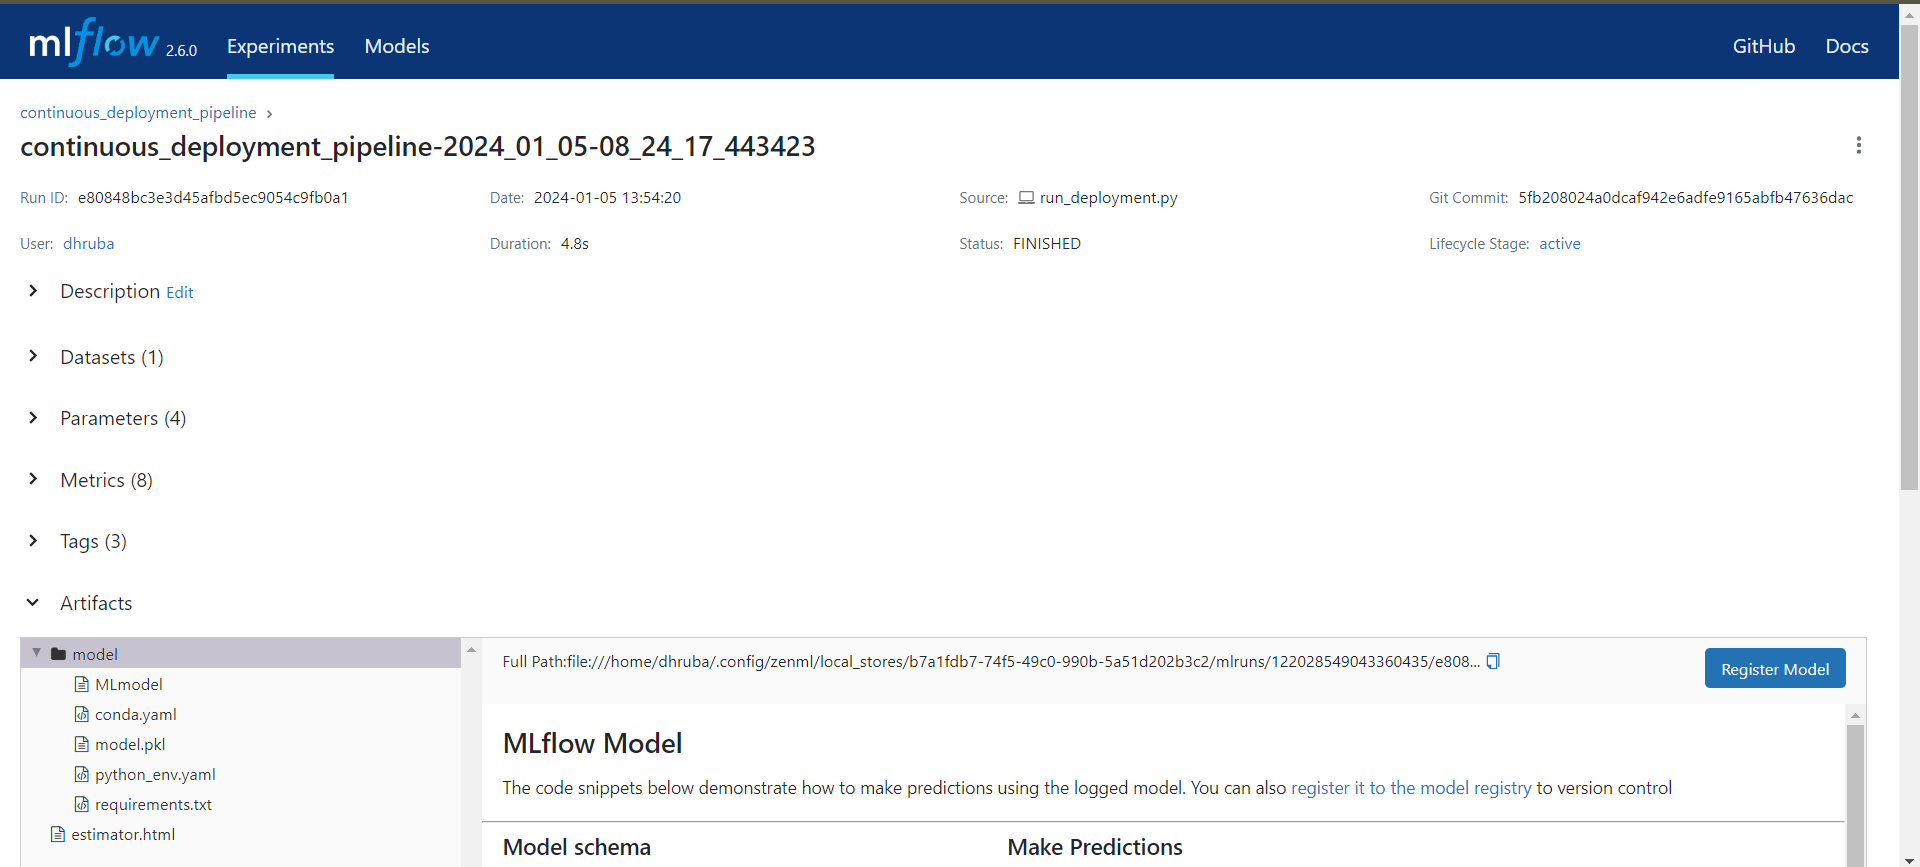 mlflow 2.6.0 Experiments Models GitHub Docs
continuous_deployment_pipeline ›
continuous_deployment_pipeline-2024_01_05-08_24_17_443423
Run ID: e80848bc3e3d45afbd5ec9054c9fb0a1 Date: 2024-01-05 13:54:20 Source: run_deployment.py Git Commit: 5fb208024a0dcaf942e6adfe9165abfb47636dac
User: dhruba Duration: 4.8s Status: FINISHED Lifecycle Stage: active
Description Edit
Datasets (1)
Parameters (4)
Metrics (8)
Tags (3)
Artifacts
model
MLmodel
conda.yaml
model.pkl
python_env.yaml
requirements.txt
estimator.html
Full Path:file:///home/dhruba/.config/zenml/local_stores/b7a1fdb7-74f5-49c0-990b-5a51d202b3c2/mlruns/122028549043360435/e808...
Register Model
MLflow Model
The code snippets below demonstrate how to make predictions using the logged model. You can also register it to the model registry to version control
Model schema Make Predictions